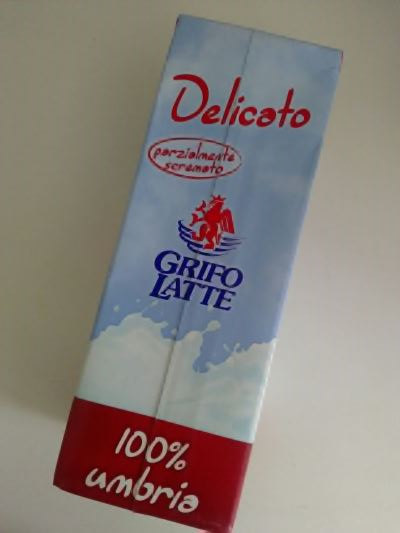 Delicato
parzialmente
scremato
GRIFO
LATTE
100%
umbria